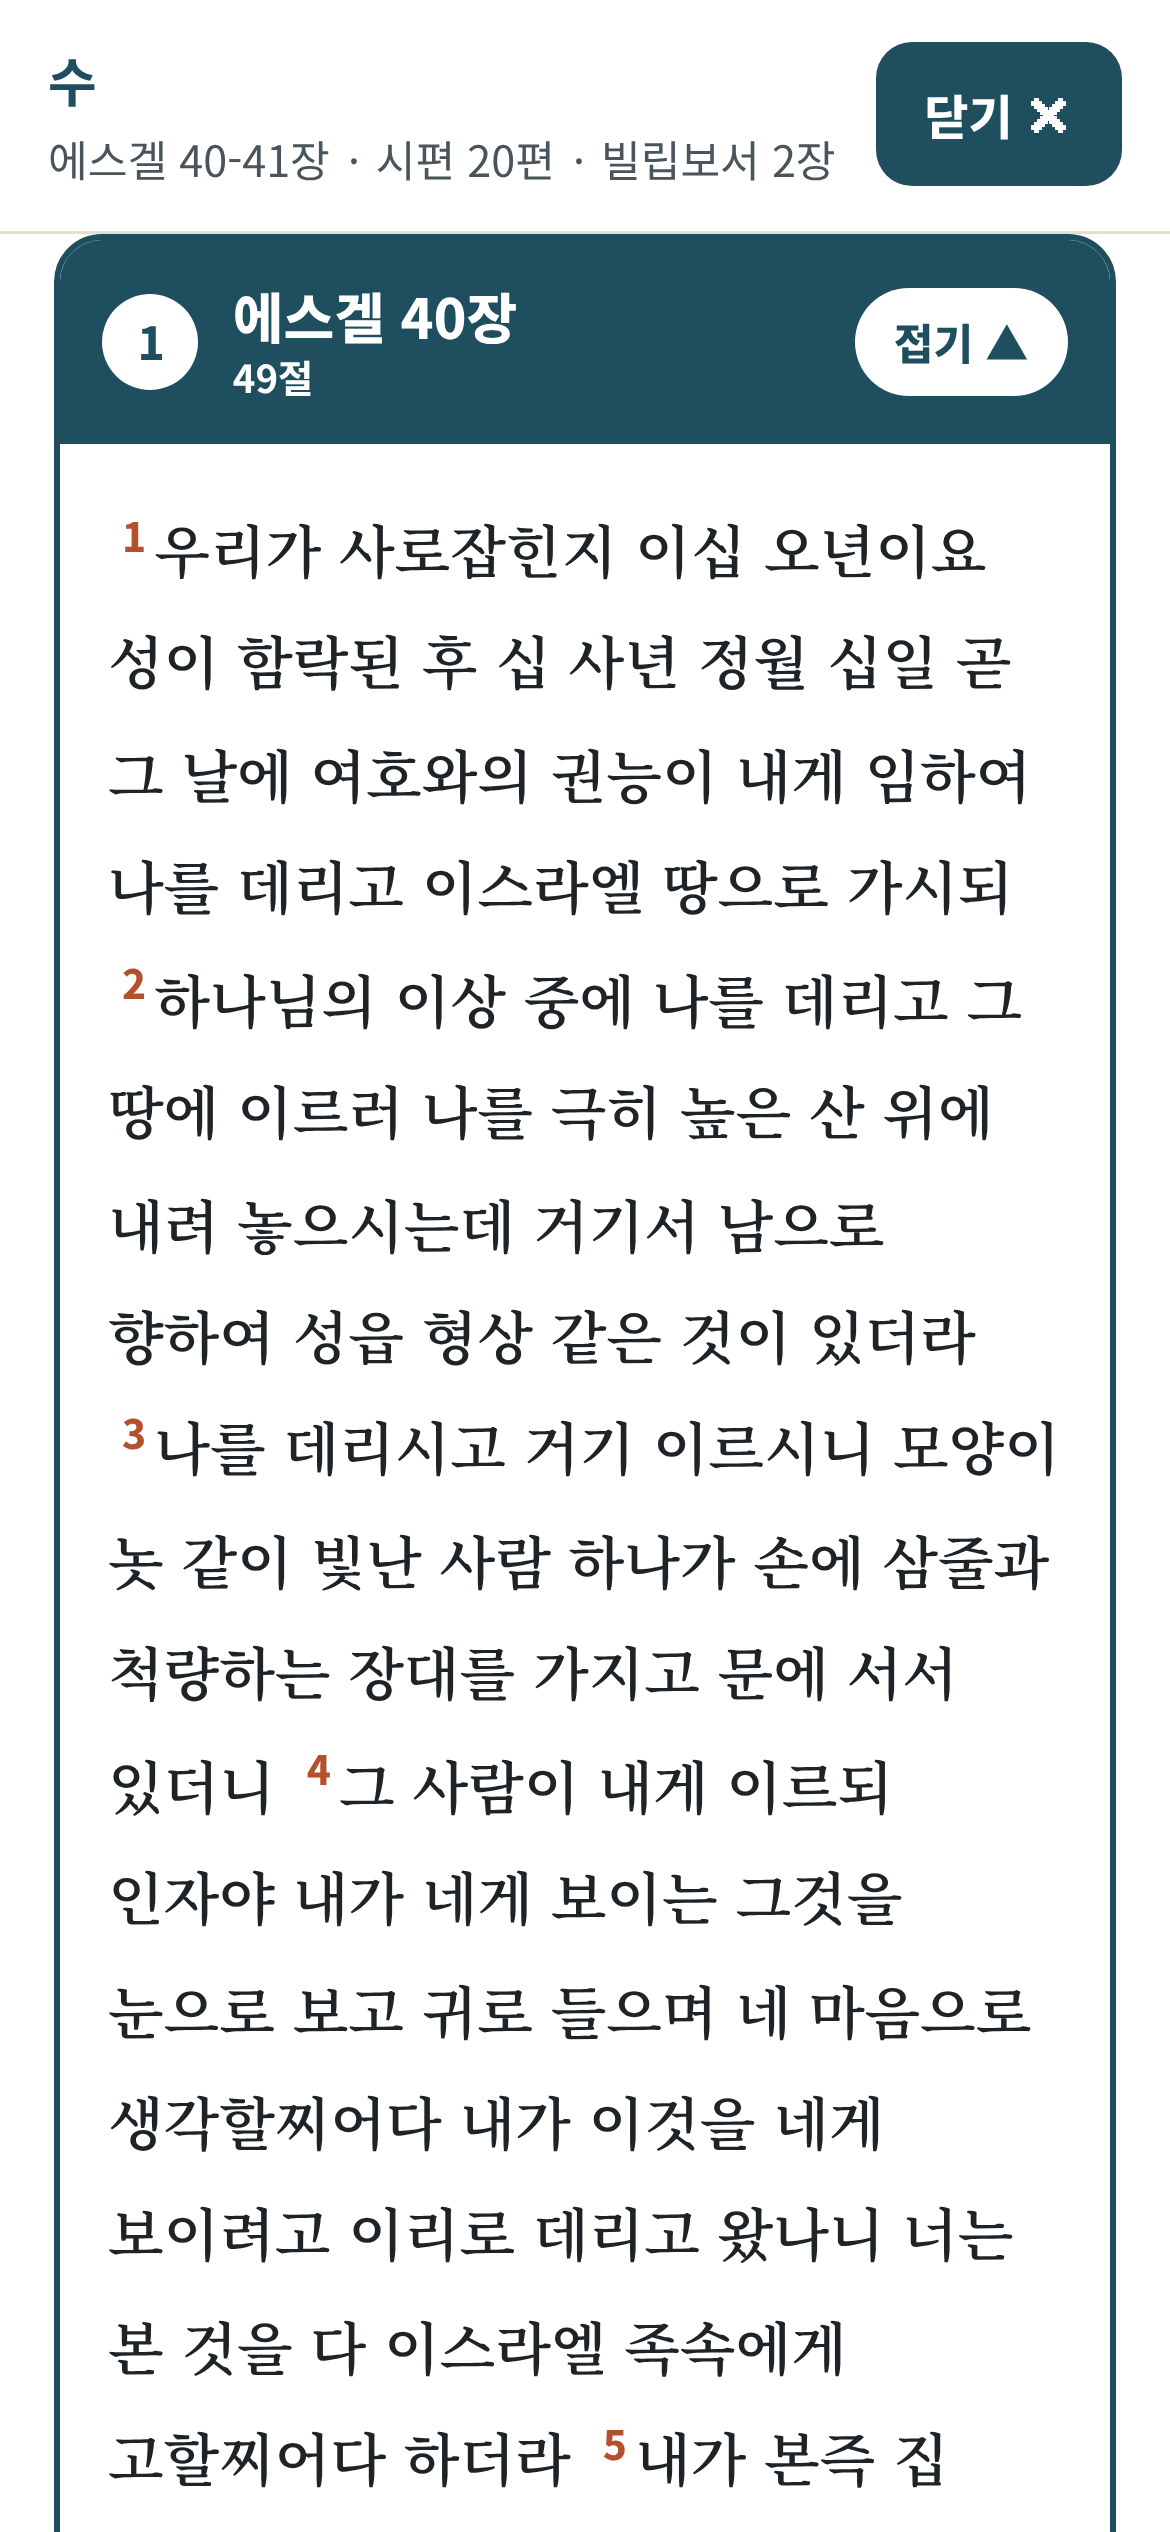 수
에스겔 40-41장 · 시편 20편 · 빌립보서 2장
닫기 ✕
1
에스겔 40장
49절
접기 ▲
1 우리가 사로잡힌지 이십 오년이요
성이 함락된 후 십 사년 정월 십일 곧
그 날에 여호와의 권능이 내게 임하여
나를 데리고 이스라엘 땅으로 가시되
2 하나님의 이상 중에 나를 데리고 그
땅에 이르러 나를 극히 높은 산 위에
내려 놓으시는데 거기서 남으로
향하여 성읍 형상 같은 것이 있더라
3 나를 데리시고 거기 이르시니 모양이
놋 같이 빛난 사람 하나가 손에 삼줄과
척량하는 장대를 가지고 문에 서서
있더니 4 그 사람이 내게 이르되
인자야 내가 네게 보이는 그것을
눈으로 보고 귀로 들으며 네 마음으로
생각할찌어다 내가 이것을 네게
보이려고 이리로 데리고 왔나니 너는
본 것을 다 이스라엘 족속에게
고할찌어다 하더라 5 내가 본즉 집